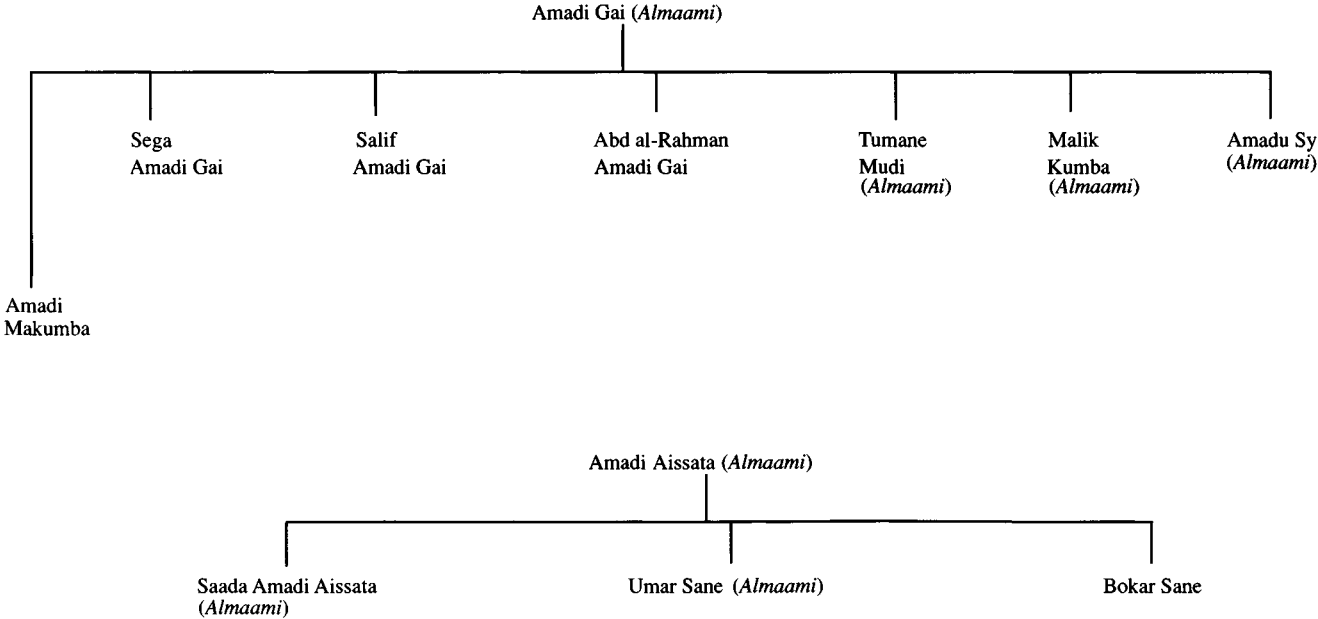 Amadi Gai (Almaami)
Sega
Amadi Gai
Salif
Amadi Gai
Abd al-Rahman
Amadi Gai
Tumane
Mudi
(Almaami)
Malik
Kumba
(Almaami)
Amadu Sy
(Almaami)
Amadi
Makumba
Amadi Aissata (Almaami)
Saada Amadi Aissata
(Almaami)
Umar Sane (Almaami)
Bokar Sane